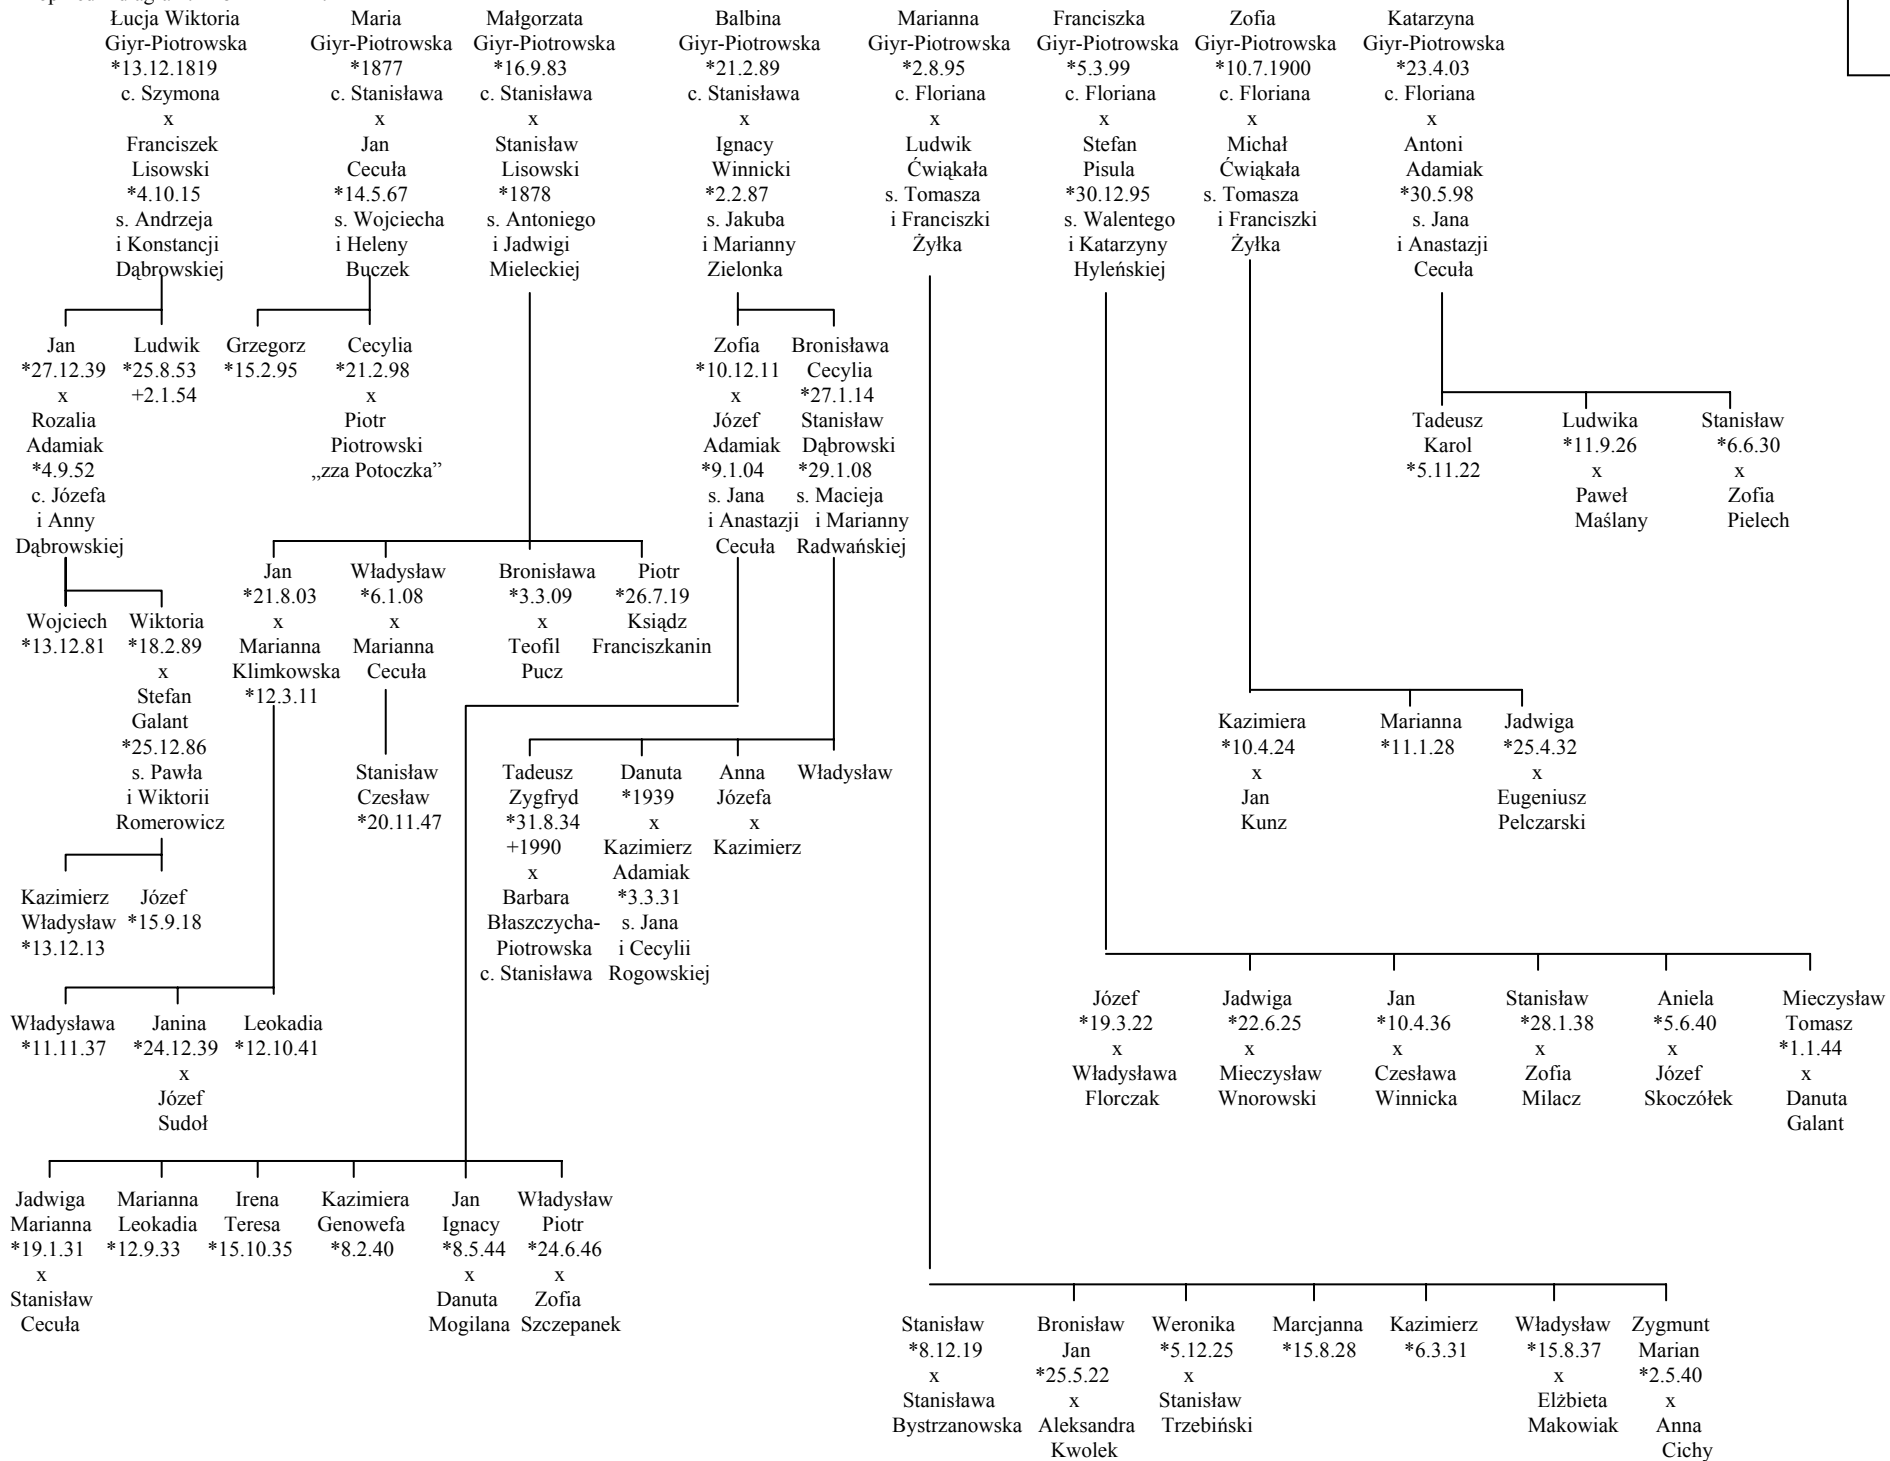 Łucja Wiktoria
Giyr-Piotrowska
*13.12.1819
c. Szymona
x
Franciszek
Lisowski
*4.10.15
s. Andrzeja
i Konstancji
Dąbrowskiej
Maria
Giyr-Piotrowska
*1877
c. Stanisława
x
Jan
Cecuła
*14.5.67
s. Wojciecha
i Heleny
Buczek
Małgorzata
Giyr-Piotrowska
*16.9.83
c. Stanisława
x
Stanisław
Lisowski
*1878
s. Antoniego
i Jadwigi
Mieleckiej
Balbina
Giyr-Piotrowska
*21.2.89
c. Stanisława
x
Ignacy
Winnicki
*2.2.87
s. Jakuba
i Marianny
Zielonka
Marianna
Giyr-Piotrowska
*2.8.95
c. Floriana
x
Ludwik
Ćwiąkała
s. Tomasza
i Franciszki
Żyłka
Franciszka
Giyr-Piotrowska
*5.3.99
c. Floriana
x
Stefan
Pisula
*30.12.95
s. Walentego
i Katarzyny
Hyleńskiej
Zofia
Giyr-Piotrowska
*10.7.1900
c. Floriana
x
Michał
Ćwiąkała
s. Tomasza
i Franciszki
Żyłka
Katarzyna
Giyr-Piotrowska
*23.4.03
c. Floriana
x
Antoni
Adamiak
*30.5.98
s. Jana
i Anastazji
Cecuła
Jan
*27.12.39
x
Rozalia
Adamiak
*4.9.52
c. Józefa
i Anny
Dąbrowskiej
Ludwik
*25.8.53
+2.1.54
Grzegorz
*15.2.95
Cecylia
*21.2.98
x
Piotr
Piotrowski
„zza Potoczka”
Zofia
*10.12.11
x
Józef
Adamiak
*9.1.04
s. Jana
i Anastazji
Cecuła
Bronisława
Cecylia
*27.1.14
Stanisław
Dąbrowski
*29.1.08
s. Macieja
i Marianny
Radwańskiej
Tadeusz
Karol
*5.11.22
Ludwika
*11.9.26
x
Paweł
Maślany
Stanisław
*6.6.30
x
Zofia
Pielech
Wojciech
*13.12.81
Wiktoria
*18.2.89
x
Stefan
Galant
*25.12.86
s. Pawła
i Wiktorii
Romerowicz
Jan
*21.8.03
x
Marianna
Klimkowska
*12.3.11
Władysław
*6.1.08
x
Marianna
Cecuła
Bronisława
*3.3.09
x
Teofil
Pucz
Piotr
*26.7.19
Ksiądz
Franciszkanin
Stanisław
Czesław
*20.11.47
Tadeusz
Zygfryd
*31.8.34
+1990
x
Barbara
Błaszczycha-
Piotrowska
c. Stanisława
Danuta
*1939
x
Kazimierz
Adamiak
*3.3.31
s. Jana
i Cecylii
Rogowskiej
Anna
Józefa
x
Kazimierz
Władysław
Kazimiera
*10.4.24
x
Jan
Kunz
Marianna
*11.1.28
Jadwiga
*25.4.32
x
Eugeniusz
Pelczarski
Kazimierz
Władysław
*13.12.13
Józef
*15.9.18
Władysława
*11.11.37
Janina
*24.12.39
x
Józef
Sudoł
Leokadia
*12.10.41
Józef
*19.3.22
x
Władysława
Florczak
Jadwiga
*22.6.25
x
Mieczysław
Wnorowski
Jan
*10.4.36
x
Czesława
Winnicka
Stanisław
*28.1.38
x
Zofia
Milacz
Aniela
*5.6.40
x
Józef
Skoczółek
Mieczysław
Tomasz
*1.1.44
x
Danuta
Galant
Jadwiga
Marianna
*19.1.31
x
Stanisław
Cecuła
Marianna
Leokadia
*12.9.33
Irena
Teresa
*15.10.35
Kazimiera
Genowefa
*8.2.40
Jan
Ignacy
*8.5.44
x
Danuta
Mogilana
Władysław
Piotr
*24.6.46
x
Zofia
Szczepanek
Stanisław
*8.12.19
x
Stanisława
Bystrzanowska
Bronisław
Jan
*25.5.22
x
Aleksandra
Kwolek
Weronika
*5.12.25
x
Stanisław
Trzebiński
Marcjanna
*15.8.28
Kazimierz
*6.3.31
Władysław
*15.8.37
x
Elżbieta
Makowiak
Zygmunt
Marian
*2.5.40
x
Anna
Cichy